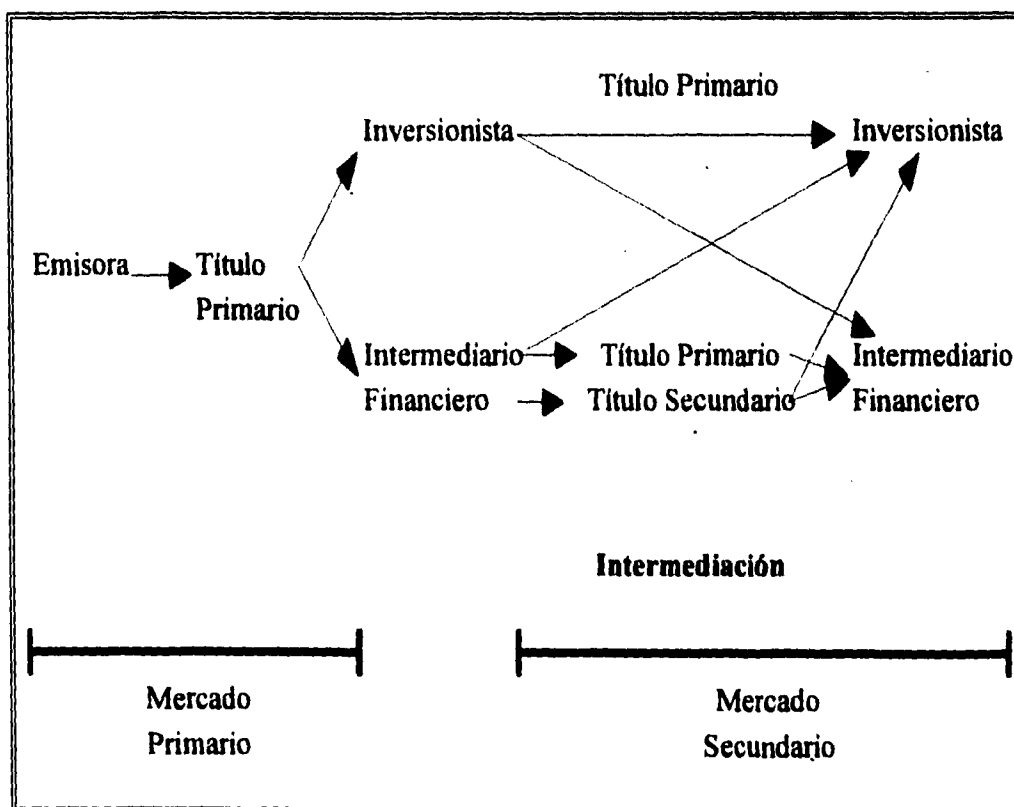 Título Primario
Inversionista
Inversionista
Emisora
Título
Primario
Intermediario
Financiero
Título Primario
Título Secundario
Intermediario
Financiero
Intermediación
Mercado
Primario
Mercado
Secundario